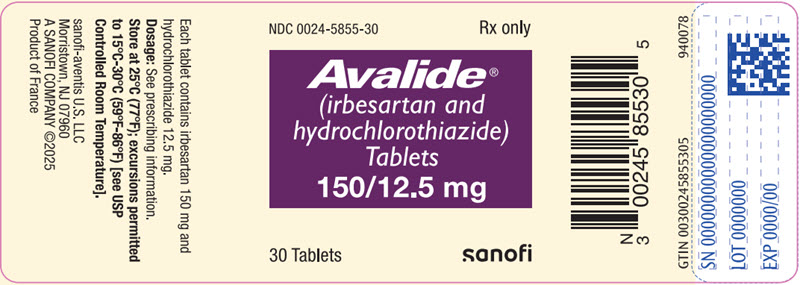 Each tablet contains irbesartan 150 mg and
hydrochlorothiazide 12.5 mg.
Dosage: See prescribing information.
Store at 25°C (77°F); excursions permitted
to 15°C-30°C (59°F-86°F) [see USP
Controlled Room Temperature].
sanofi-aventis U.S. LLC
Morristown, NJ 07960
A SANOFI COMPANY ©2025
Product of France
NDC 0024-5855-30 Rx only
Avalide®
(irbesartan and
hydrochlorothiazide)
Tablets
150/12.5 mg
30 Tablets sanofi
N
3 00245 85530 5
940078
GTIN 00300245855305
SN 00000000000000000000
LOT 0000000
EXP 0000/00